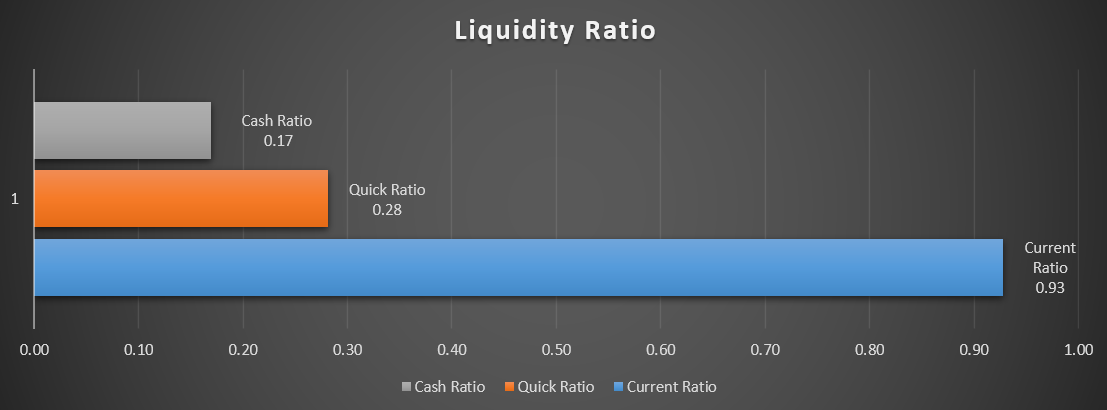 Liquidity Ratio
Cash Ratio
0.17
Quick Ratio
0.28
1
Current
Ratio
0.93
0.00 0.10 0.20 0.30 0.40 0.50 0.60 0.70 0.80 0.90 1.00
Cash Ratio Quick Ratio Current Ratio